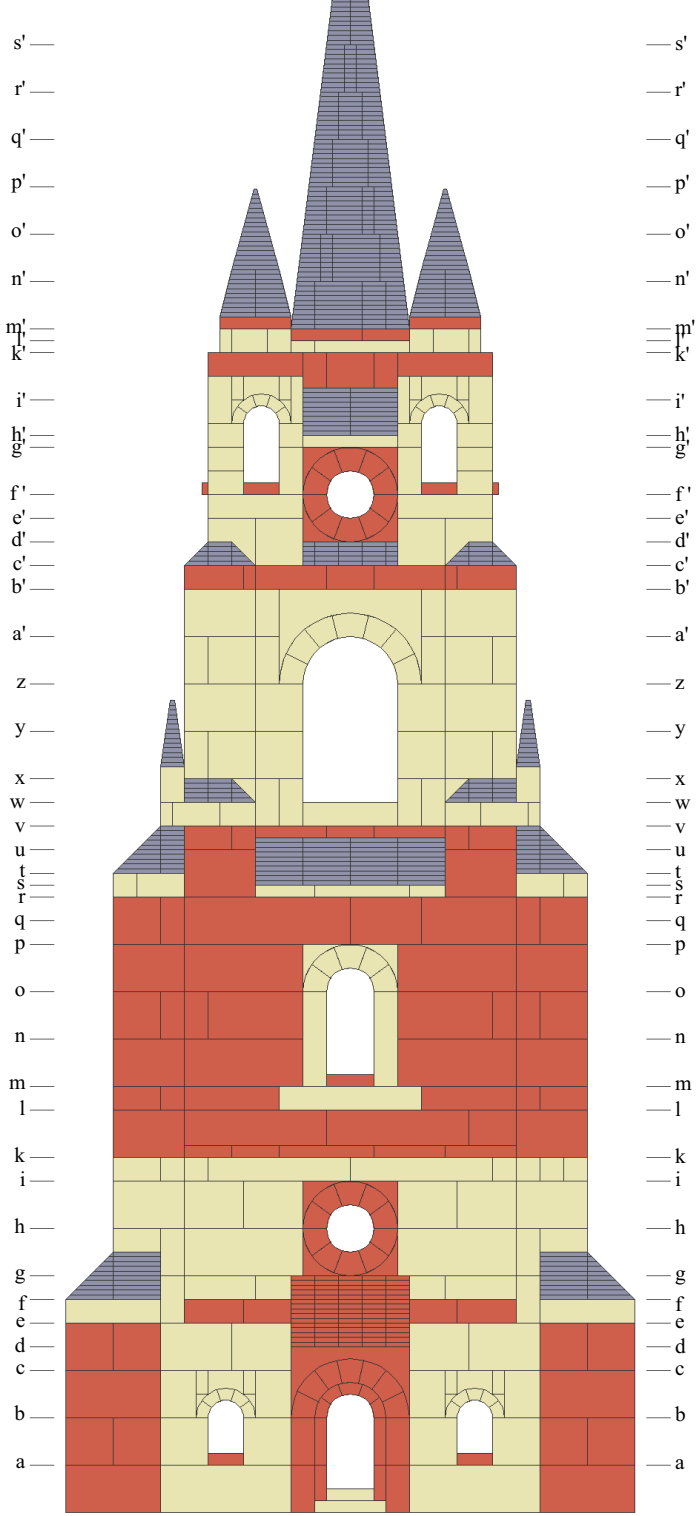 s' s'
r' r'
q' q'
p' p'
o' o'
n' n'
m' m'
l' l'
k' k'
i' i'
h' h'
g' g'
f' f'
e' e'
d' d'
c' c'
b' b'
a' a'
z z
y y
x x
w w
v v
u u
t t
s s
r r
q q
p p
o o
n n
m m
l l
k k
i i
h h
g g
f f
e e
d d
c c
b b
a a